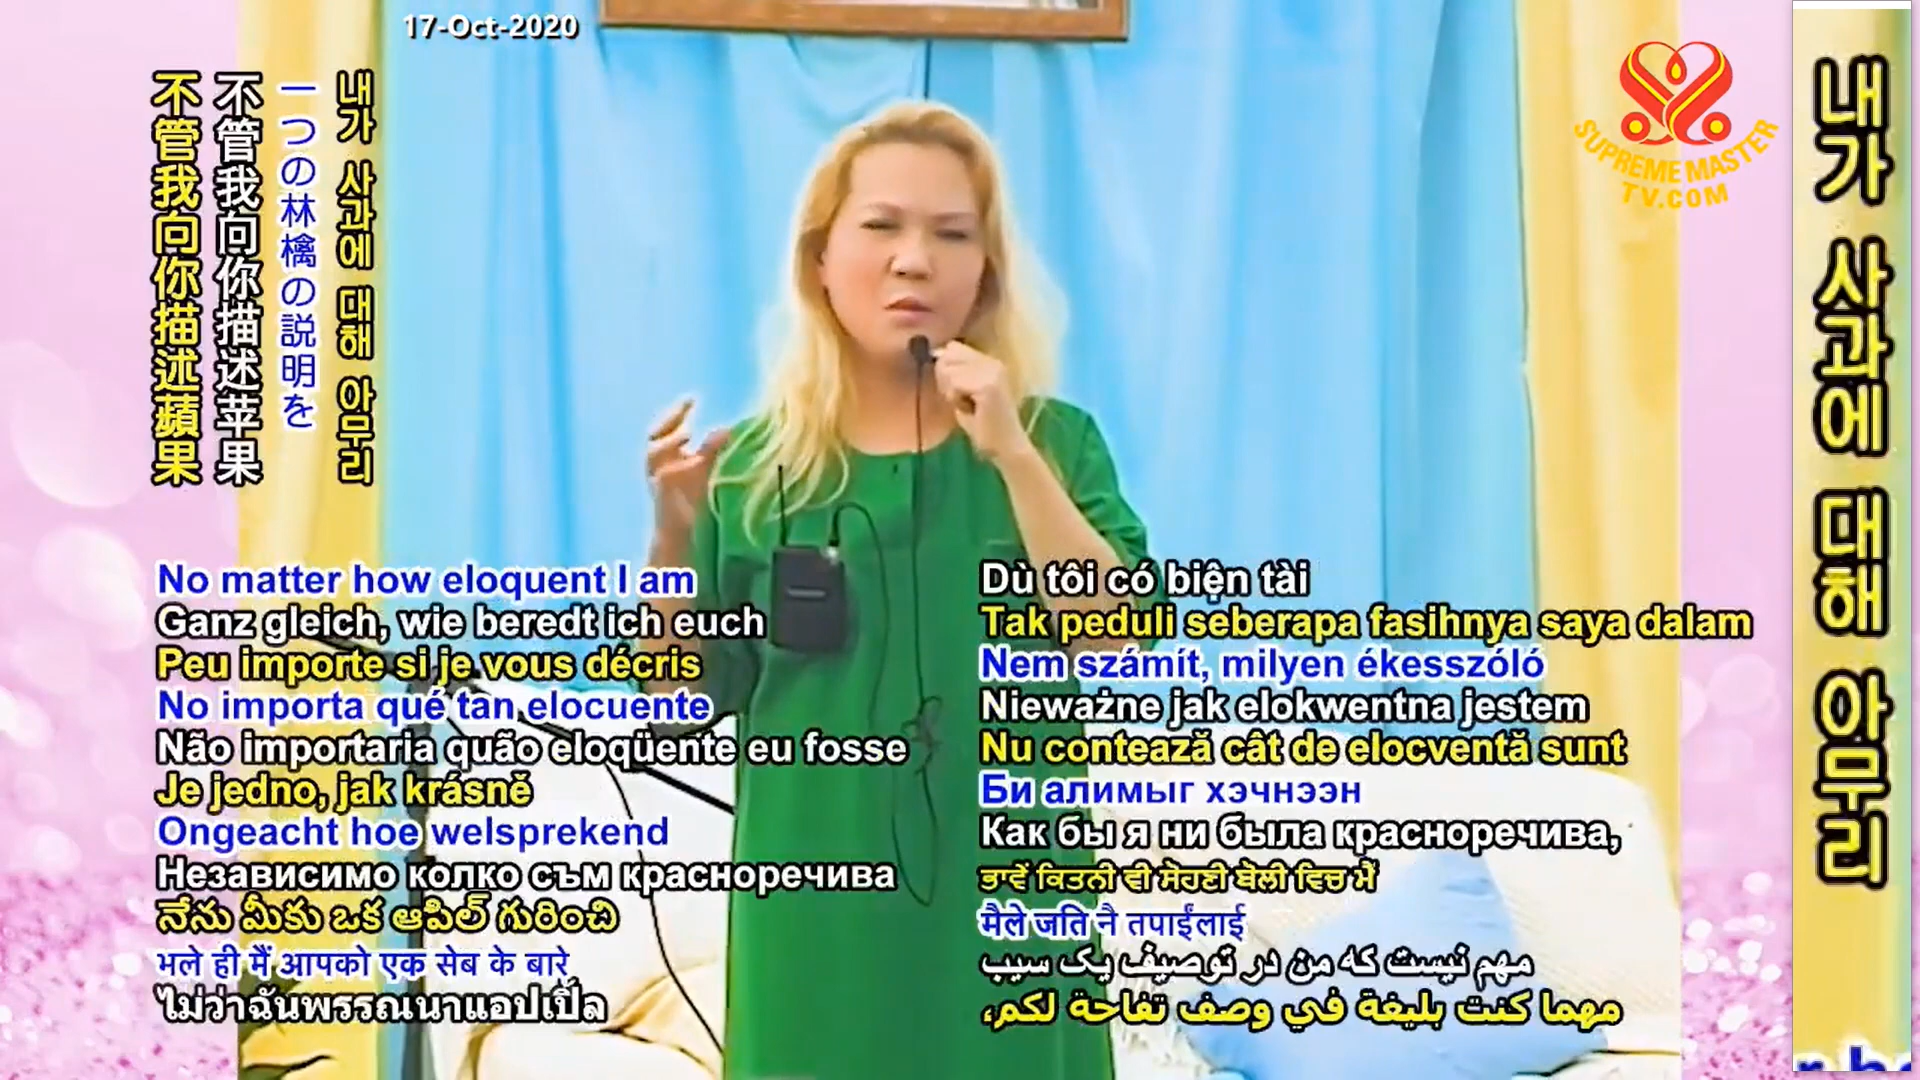 17-Oct-2020
SUPREME MASTER
TV.COM
내가 사과에 대해 아무리
一つの林檎の説明を
不管我向你描述苹果
不管我向你描述蘋果
No matter how eloquent I am
Ganz gleich, wie beredt ich euch
Peu importe si je vous décris
No importa qué tan elocuente
Não importaria quão eloqüente eu fosse
Je jedno, jak krásně
Ongeacht hoe welsprekend
Независимо колко съм красноречива
నేను మీకు ఒక ఆపిల్ గురించి
भले ही मैं आपको एक सेब के बारे
ไม่ว่าฉันพรรณนาแอปเปิ้ล
Dù tôi có biện tài
Tak peduli seberapa fasihnya saya dalam
Nem számít, milyen ékesszóló
Nieważne jak elokwentna jestem
Nu contează cât de elocventă sunt
Би алимыг хэчнээн
Как бы я ни была красноречива,
ਭਾਵੇਂ ਕਿਤਨੀ ਵੀ ਸੋਹਣੀ ਬੋਲੀ ਵਿਚ ਮੈਂ
मैले जति नै तपाईंलाई
مهم نیست که من در توصیف یک سیب
مهما كنت بليغة في وصف تفاحة لكم،
내가 사과에 대해 아무리